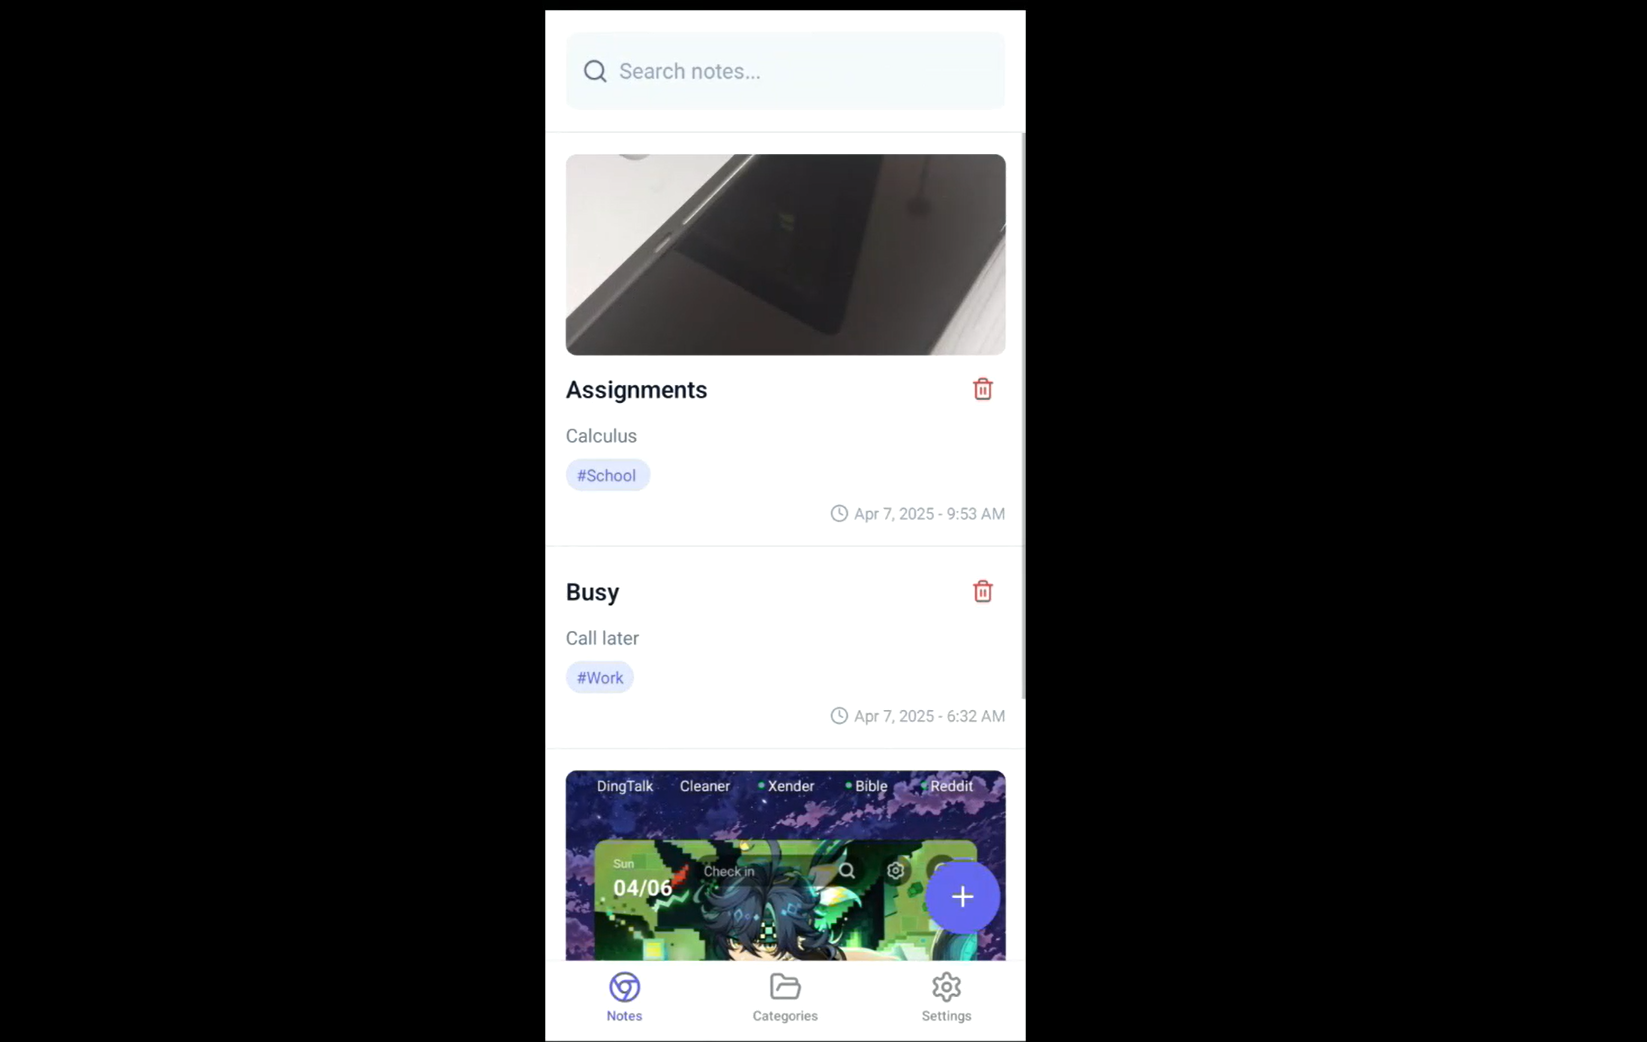 Search notes...
Assignments
Calculus
#School
Apr 7, 2025 - 9:53 AM
Busy
Call later
#Work
Apr 7, 2025 - 6:32 AM
DingTalk Cleaner Xender Bible Reddit
Sun
04/06
Check in
Notes Categories Settings